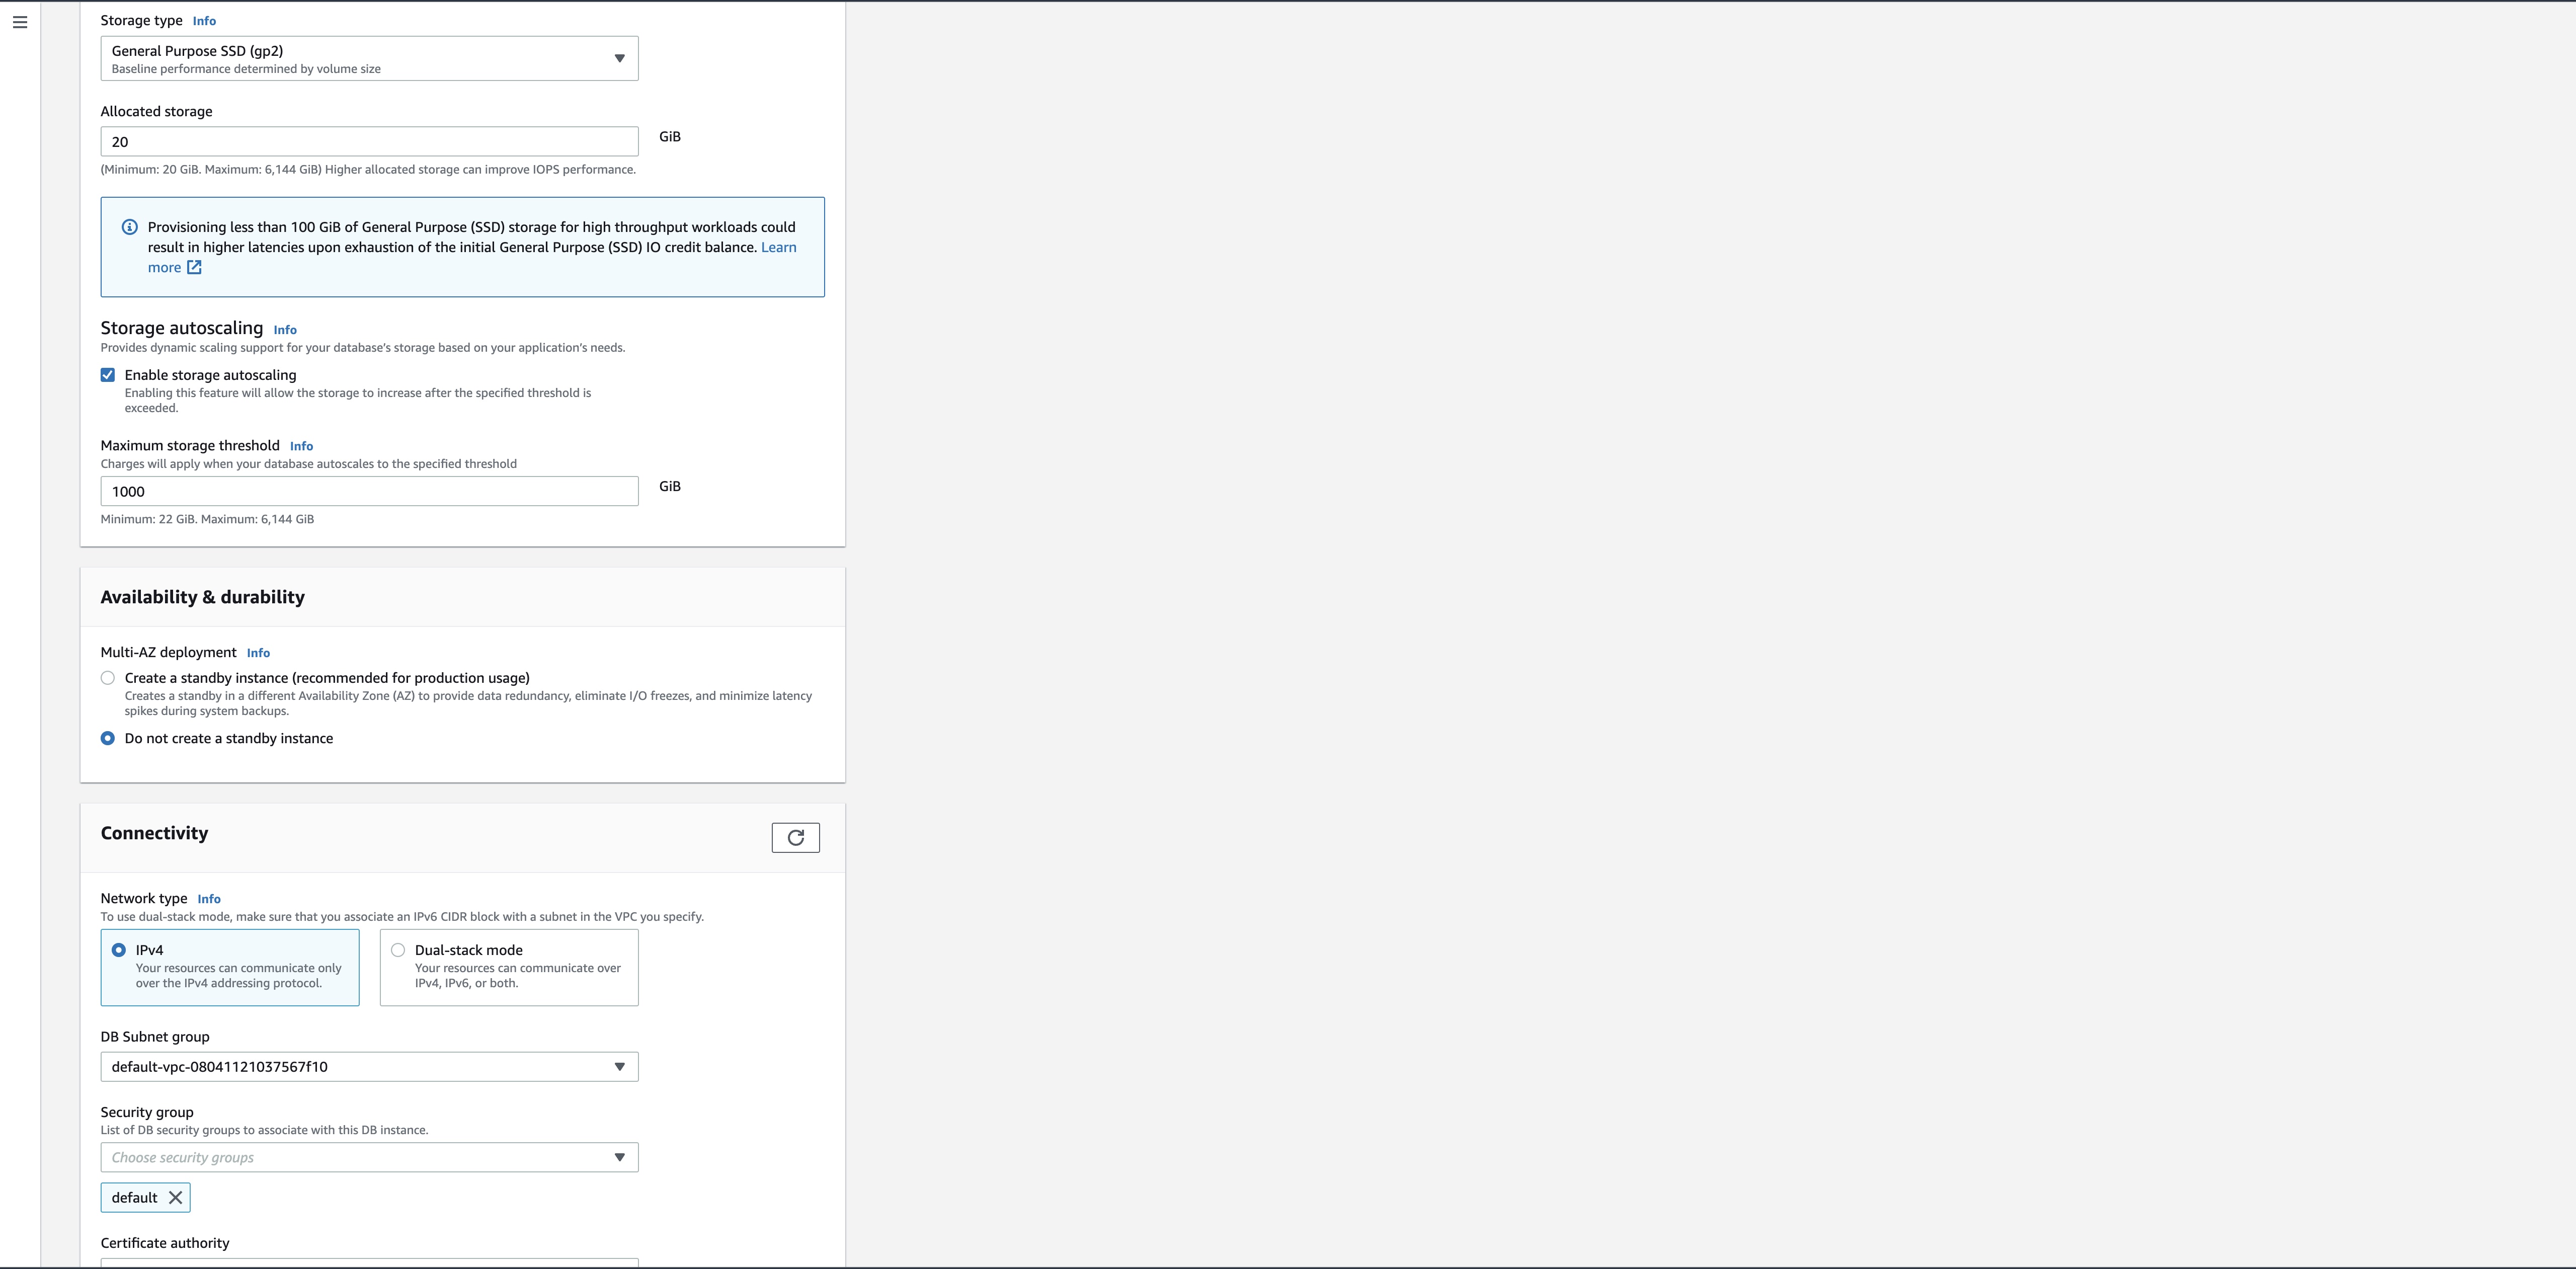 Storage type Info
General Purpose SSD (gp2)
Baseline performance determined by volume size
Allocated storage
20
GiB
(Minimum: 20 GiB. Maximum: 6,144 GiB) Higher allocated storage can improve IOPS performance.
Provisioning less than 100 GiB of General Purpose (SSD) storage for high throughput workloads could
result in higher latencies upon exhaustion of the initial General Purpose (SSD) IO credit balance. Learn
more
Storage autoscaling Info
Provides dynamic scaling support for your database's storage based on your application's needs.
Enable storage autoscaling
Enabling this feature will allow the storage to increase after the specified threshold is
exceeded.
Maximum storage threshold Info
Charges will apply when your database autoscales to the specified threshold
1000
GiB
Minimum: 22 GiB. Maximum: 6,144 GiB
Availability & durability
Multi-AZ deployment Info
Create a standby instance (recommended for production usage)
Creates a standby in a different Availability Zone (AZ) to provide data redundancy, eliminate I/O freezes, and minimize latency
spikes during system backups.
Do not create a standby instance
Connectivity
Network type Info
To use dual-stack mode, make sure that you associate an IPv6 CIDR block with a subnet in the VPC you specify.
IPv4
Your resources can communicate only
over the IPv4 addressing protocol.
Dual-stack mode
Your resources can communicate over
IPv4, IPv6, or both.
DB Subnet group
default-vpc-08041121037567f10
Security group
List of DB security groups to associate with this DB instance.
Choose security groups
default
Certificate authority